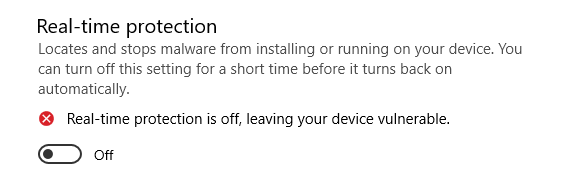 Real-time protection
Locates and stops malware from installing or running on your device. You
can turn off this setting for a short time before it turns back on
automatically.
Real-time protection is off, leaving your device vulnerable.
Off